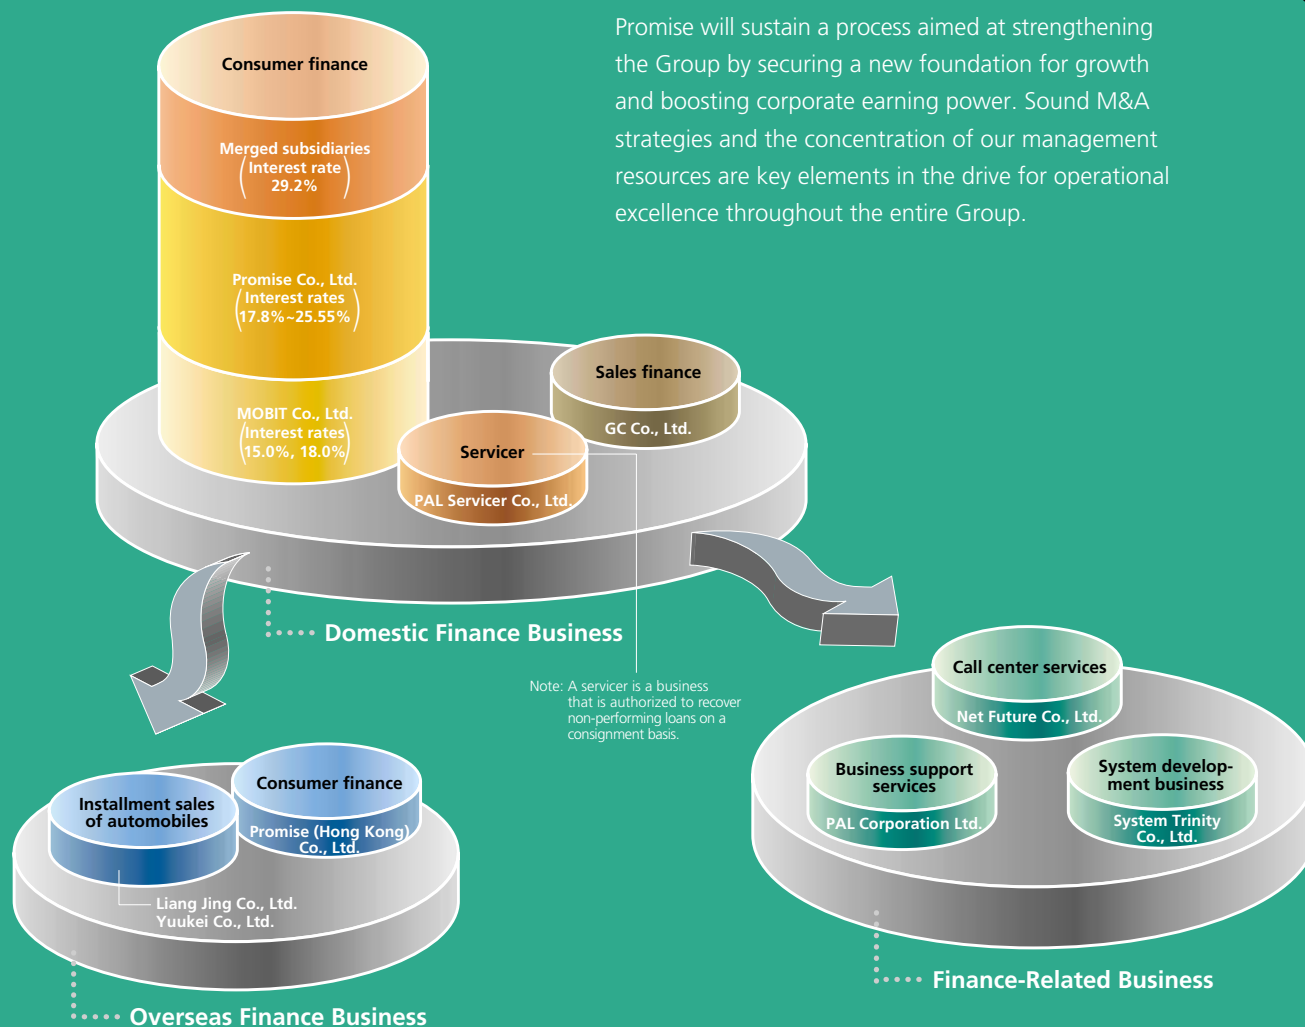 Promise will sustain a process aimed at strengthening
the Group by securing a new foundation for growth
and boosting corporate earning power. Sound M&A
strategies and the concentration of our management
resources are key elements in the drive for operational
excellence throughout the entire Group.
Consumer finance
Merged subsidiaries
(Interest rate
29.2%)
Promise Co., Ltd.
(Interest rates
17.8%~25.55%)
MOBIT Co., Ltd.
(Interest rates
15.0%, 18.0%)
Sales finance
GC Co., Ltd.
Servicer
PAL Servicer Co., Ltd.
Domestic Finance Business
Note: A servicer is a business
that is authorized to recover
non-performing loans on a
consignment basis.
Installment sales
of automobiles
Liang Jing Co., Ltd.
Yuukei Co., Ltd.
Consumer finance
Promise (Hong Kong)
Co., Ltd.
Overseas Finance Business
Call center services
Net Future Co., Ltd.
Business support
services
PAL Corporation Ltd.
System develop-
ment business
System Trinity
Co., Ltd.
Finance-Related Business